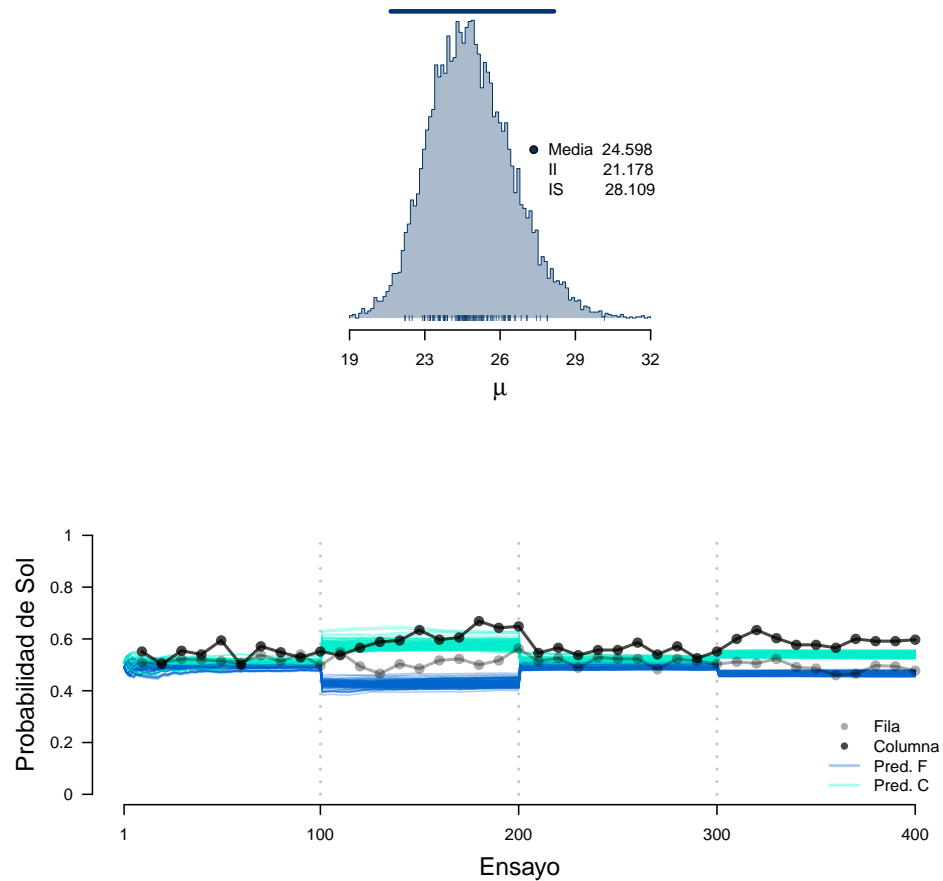 Media 24.598
II 21.178
IS 28.109
19 23 26 29 32
μ
Probabilidad de Sol
1
0.8
0.6
0.4
0.2
0
Fila
Columna
Pred. F
Pred. C
1 100 200 300 400
Ensayo